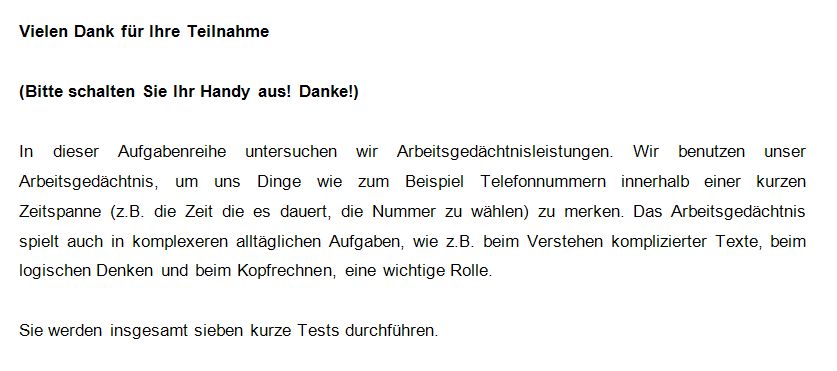 Vielen Dank für Ihre Teilnahme
(Bitte schalten Sie Ihr Handy aus! Danke!)
In dieser Aufgabenreihe untersuchen wir Arbeitsgedächtnisleistungen. Wir benutzen unser
Arbeitsgedächtnis, um uns Dinge wie zum Beispiel Telefonnummern innerhalb einer kurzen
Zeitspanne (z.B. die Zeit die es dauert, die Nummer zu wählen) zu merken. Das Arbeitsgedächtnis
spielt auch in komplexeren alltäglichen Aufgaben, wie z.B. beim Verstehen komplizierter Texte, beim
logischen Denken und beim Kopfrechnen, eine wichtige Rolle.
Sie werden insgesamt sieben kurze Tests durchführen.